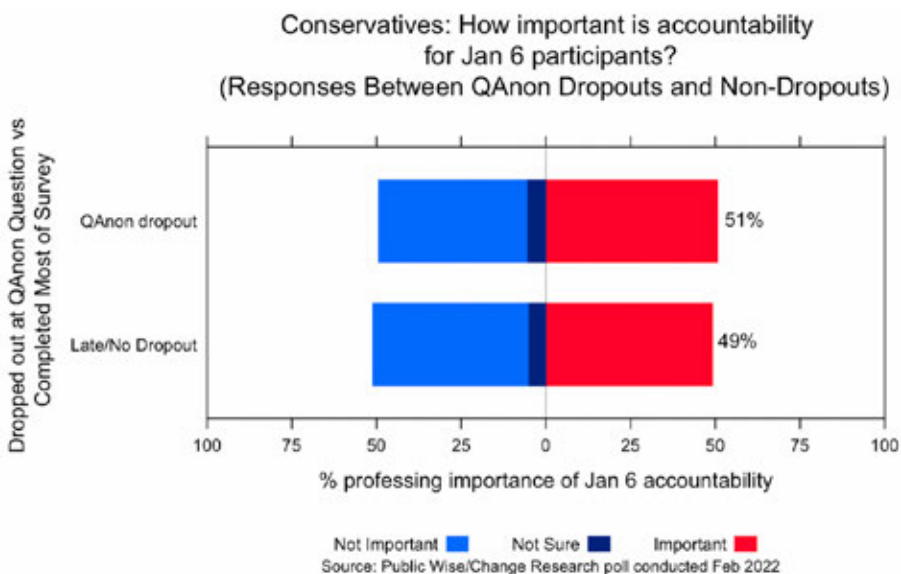 Conservatives: How important is accountability
for Jan 6 participants?
(Responses Between QAnon Dropouts and Non-Dropouts)
Dropped out at QAnon Question vs
Completed Most of Survey
QAnon dropout
51%
Late/No Dropout
49%
100 75 50 25 0 25 50 75 100
% professing importance of Jan 6 accountability
Not Important Not Sure Important
Source: Public Wise/Change Research poll conducted Feb 2022